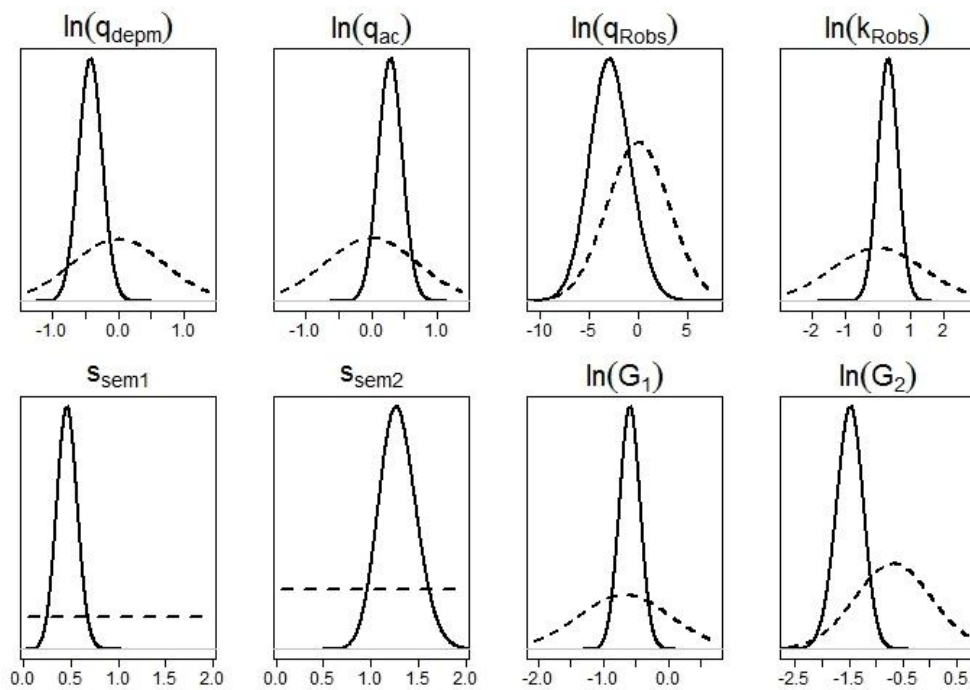 ln(q_depm) ln(q_ac) ln(q_Robs) ln(k_Robs)
-1.0 0.0 1.0 -1.0 0.0 1.0 -10 -5 0 5 -2 -1 0 1 2
s_sem1 s_sem2 ln(G_1) ln(G_2)
0.0 0.5 1.0 1.5 2.0 0.0 0.5 1.0 1.5 2.0 -2.0 -1.0 0.0 -2.5 -1.5 -0.5 0.5